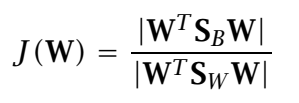 J(W) = |W^T S_B W| / |W^T S_W W|